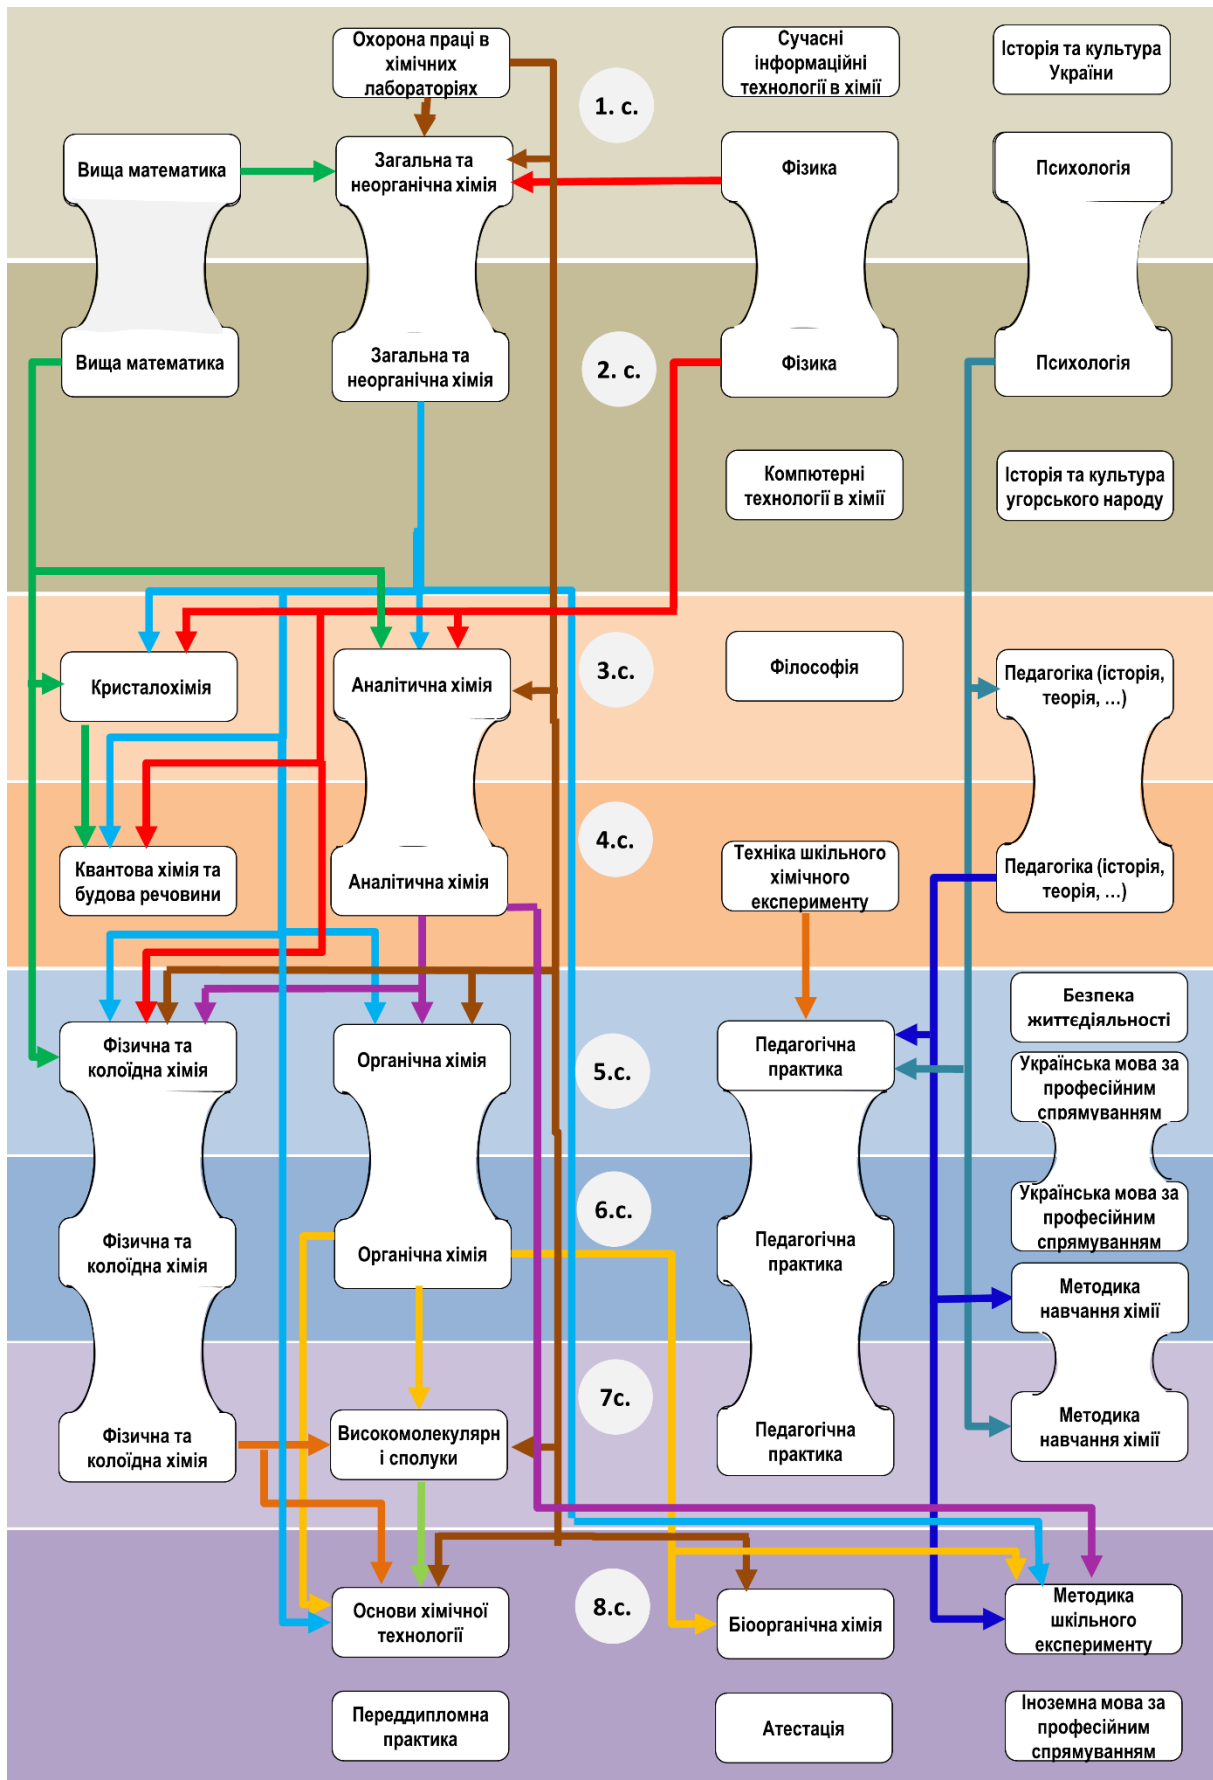 Охорона праці в
хімічних
лабораторіях
Сучасні
інформаційні
технології в хімії
Історія та культура
України
1. с.
Вища математика
Загальна та
неорганічна хімія
Фізика
Психологія
Вища математика
Загальна та
неорганічна хімія
2. с.
Фізика
Психологія
Компютерні
технології в хімії
Історія та культура
угорського народу
Кристалохімія
Аналітична хімія
3.с.
Філософія
Педагогіка (історія,
теорія, ...)
4.с.
Квантова хімія та
будова речовини
Аналітична хімія
Техніка шкільного
хімічного
експерименту
Педагогіка (історія,
теорія, ...)
Безпека
життєдіяльності
Фізична та
колоїдна хімія
Органічна хімія
5.с.
Педагогічна
практика
Українська мова за
професійним
спрямуванням
6.с.
Українська мова за
професійним
спрямуванням
Фізична та
колоїдна хімія
Органічна хімія
Педагогічна
практика
Методика
навчання хімії
7с.
Фізична та
колоїдна хімія
Високомолекулярн
і сполуки
Педагогічна
практика
Методика
навчання хімії
Основи хімічної
технології
8.с.
Біоорганічна хімія
Методика
шкільного
експерименту
Переддипломна
практика
Атестація
Іноземна мова за
професійним
спрямуванням